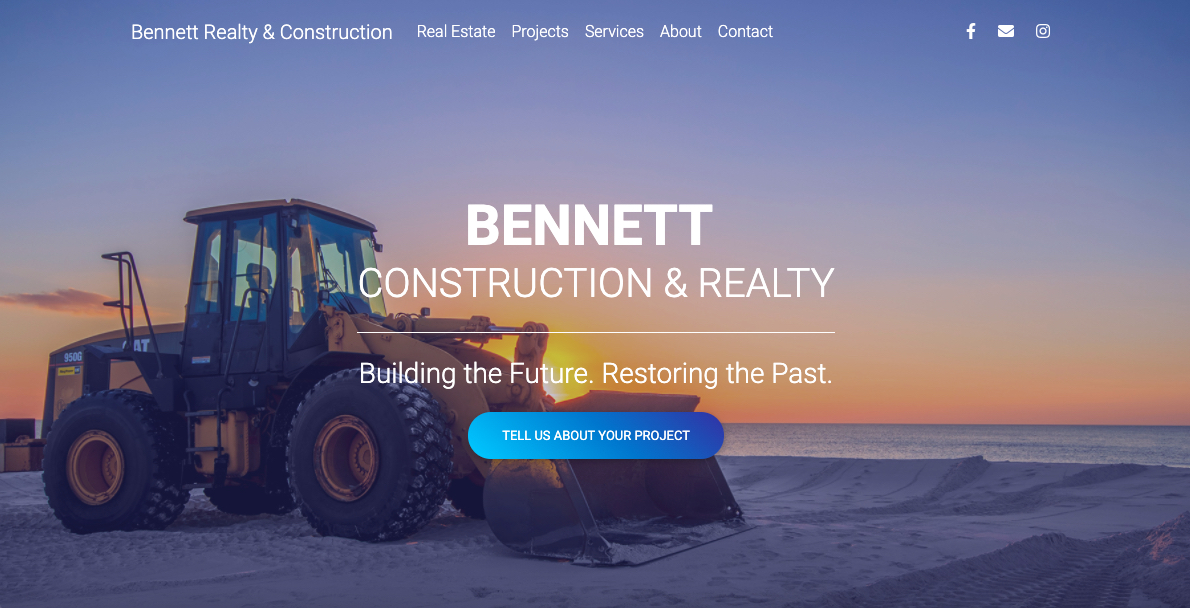 Bennett Realty & Construction Real Estate Projects Services About Contact
BENNETT
CONSTRUCTION & REALTY
CAT
950G
Building the Future. Restoring the Past.
TELL US ABOUT YOUR PROJECT